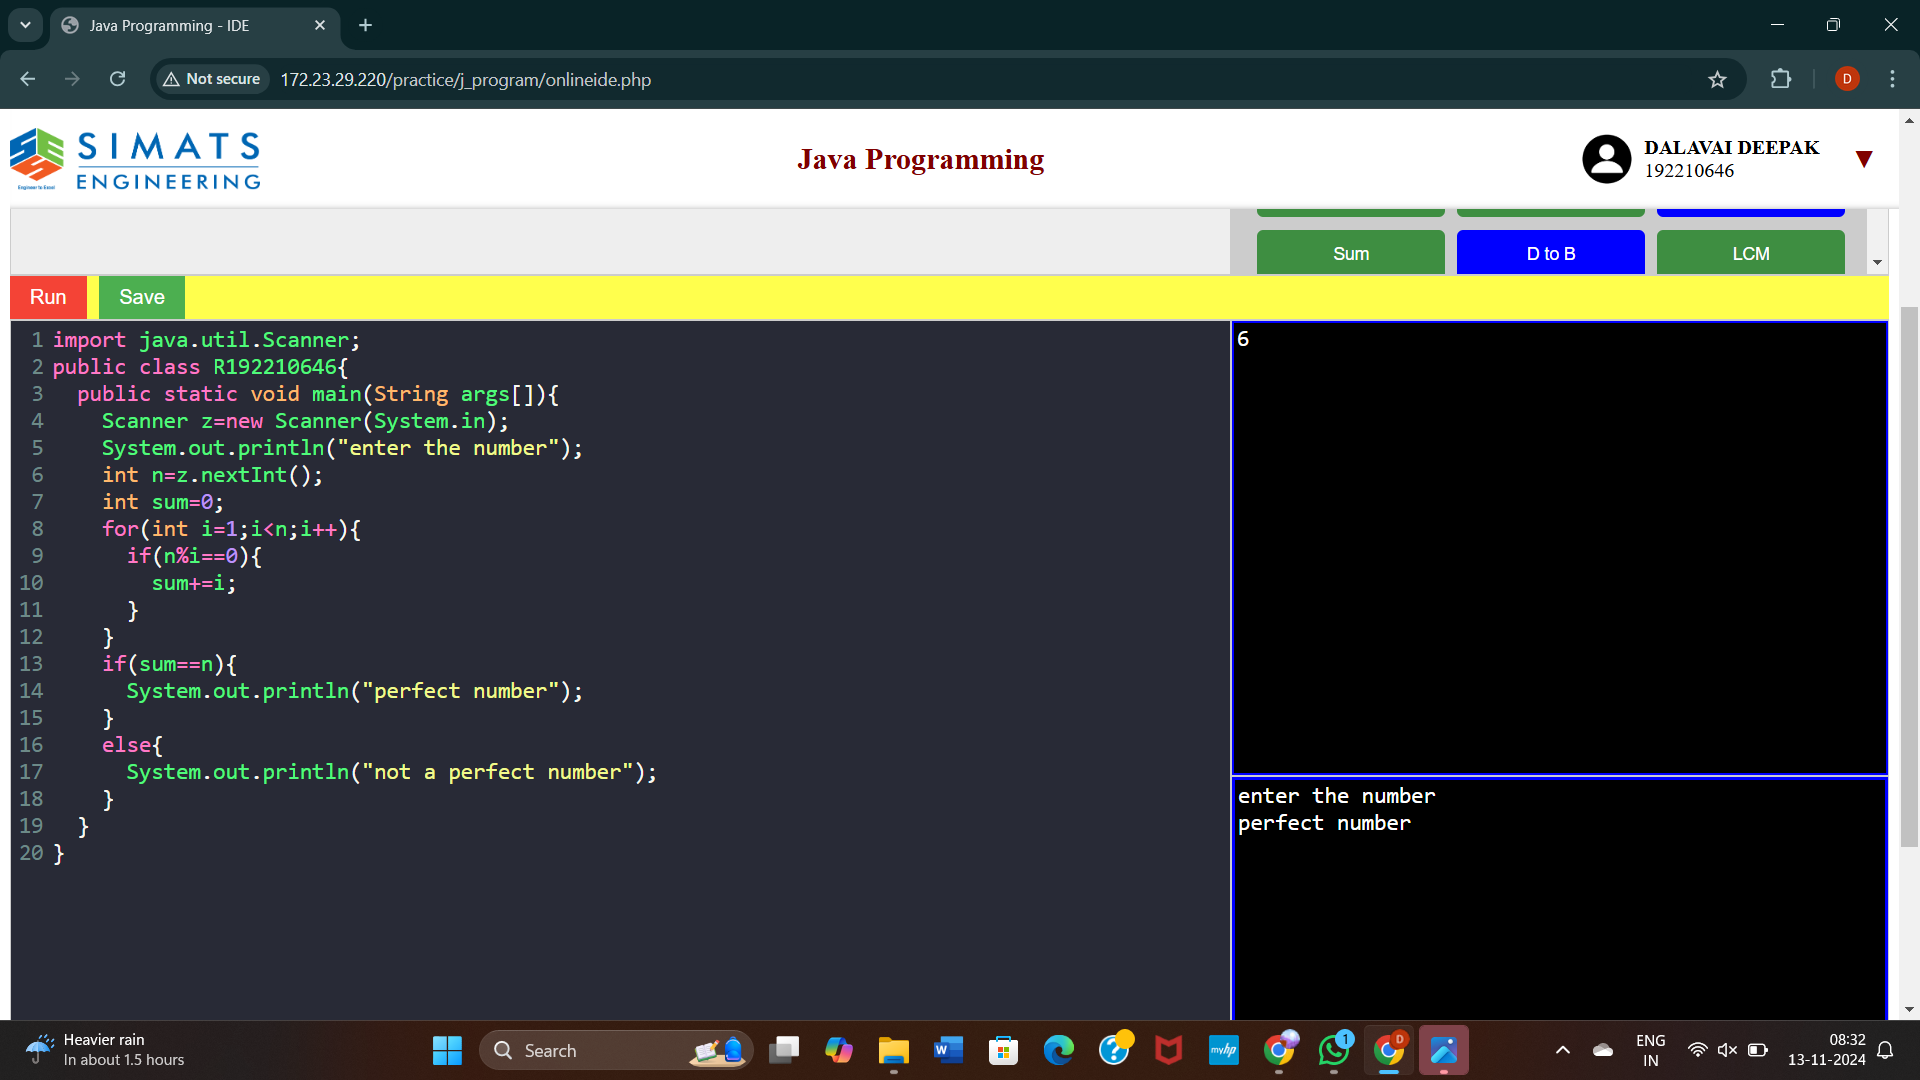 Java Programming - IDE
Not secure
172.23.29.220/practice/j_program/onlineide.php
D
SIMATS
ENGINEERING
Engineer to Excel
Java Programming
DALAVAI DEEPAK
192210646
Sum
D to B
LCM
Run
Save
1 import java.util.Scanner;
2 public class R192210646{
3   public static void main(String args[]){
4     Scanner z=new Scanner(System.in);
5     System.out.println("enter the number");
6     int n=z.nextInt();
7     int sum=0;
8     for(int i=1;i<n;i++){
9       if(n%i==0){
10         sum+=i;
11       }
12     }
13     if(sum==n){
14       System.out.println("perfect number");
15     }
16     else{
17       System.out.println("not a perfect number");
18     }
19   }
20 }
6
enter the number
perfect number
Heavier rain
In about 1.5 hours
Search
W
?
myhp
1
D
ENG
IN
08:32
13-11-2024